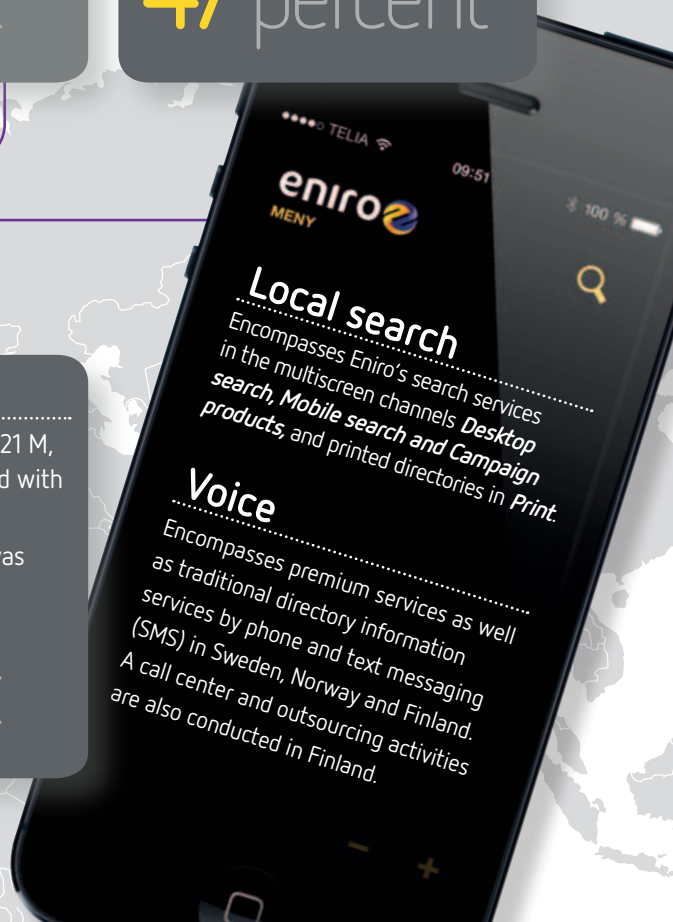 47 percent
TELIA
09:51
100 %
eniro
MENY
Local search
Encompasses Eniro's search services
in the multiscreen channels Desktop
search, Mobile search and Campaign
products, and printed directories in Print.
Voice
Encompasses premium services as well
as traditional directory information
services by phone and text messaging
(SMS) in Sweden, Norway and Finland.
A call center and outsourcing activities
are also conducted in Finland.
21 M,
d with